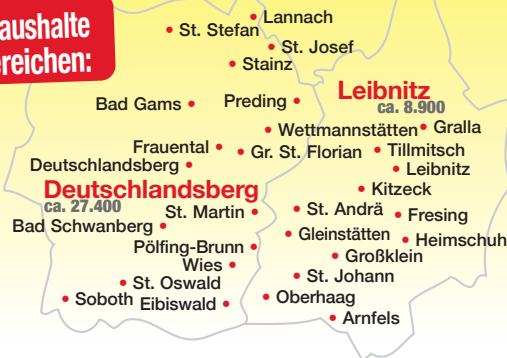 aushalte
reichen:
Lannach
St. Stefan
St. Josef
Stainz
Leibnitz
ca. 8.900
Bad Gams
Preding
Wettmannstätten
Gralla
Frauental
Gr. St. Florian
Tillmitsch
Deutschlandsberg
Leibnitz
Deutschlandsberg
ca. 27.400
Kitzeck
St. Martin
St. Andrä
Fresing
Bad Schwanberg
Gleinstätten
Heimschuh
Pölfing-Brunn
Großklein
Wies
St. Johann
St. Oswald
Soboth
Eibiswald
Oberhaag
Arnfels